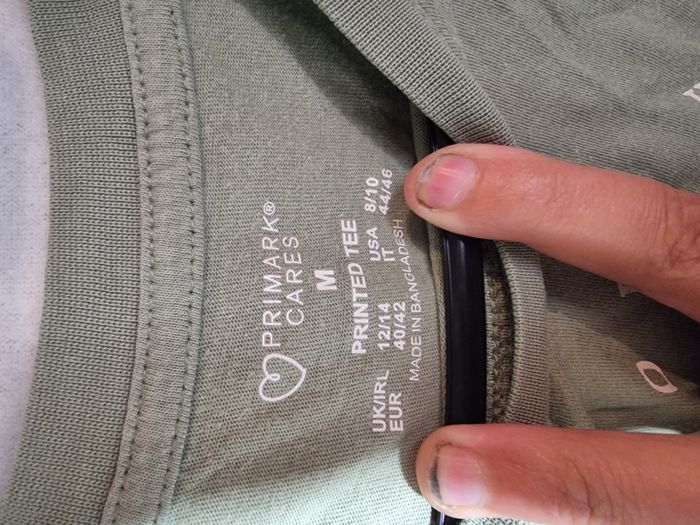 PRIMARK®
CARES
M
PRINTED TEE
UK/IRL 12/14 USA 8/10
EUR 40/42 IT 44/46
MADE IN BANGLADESH
O